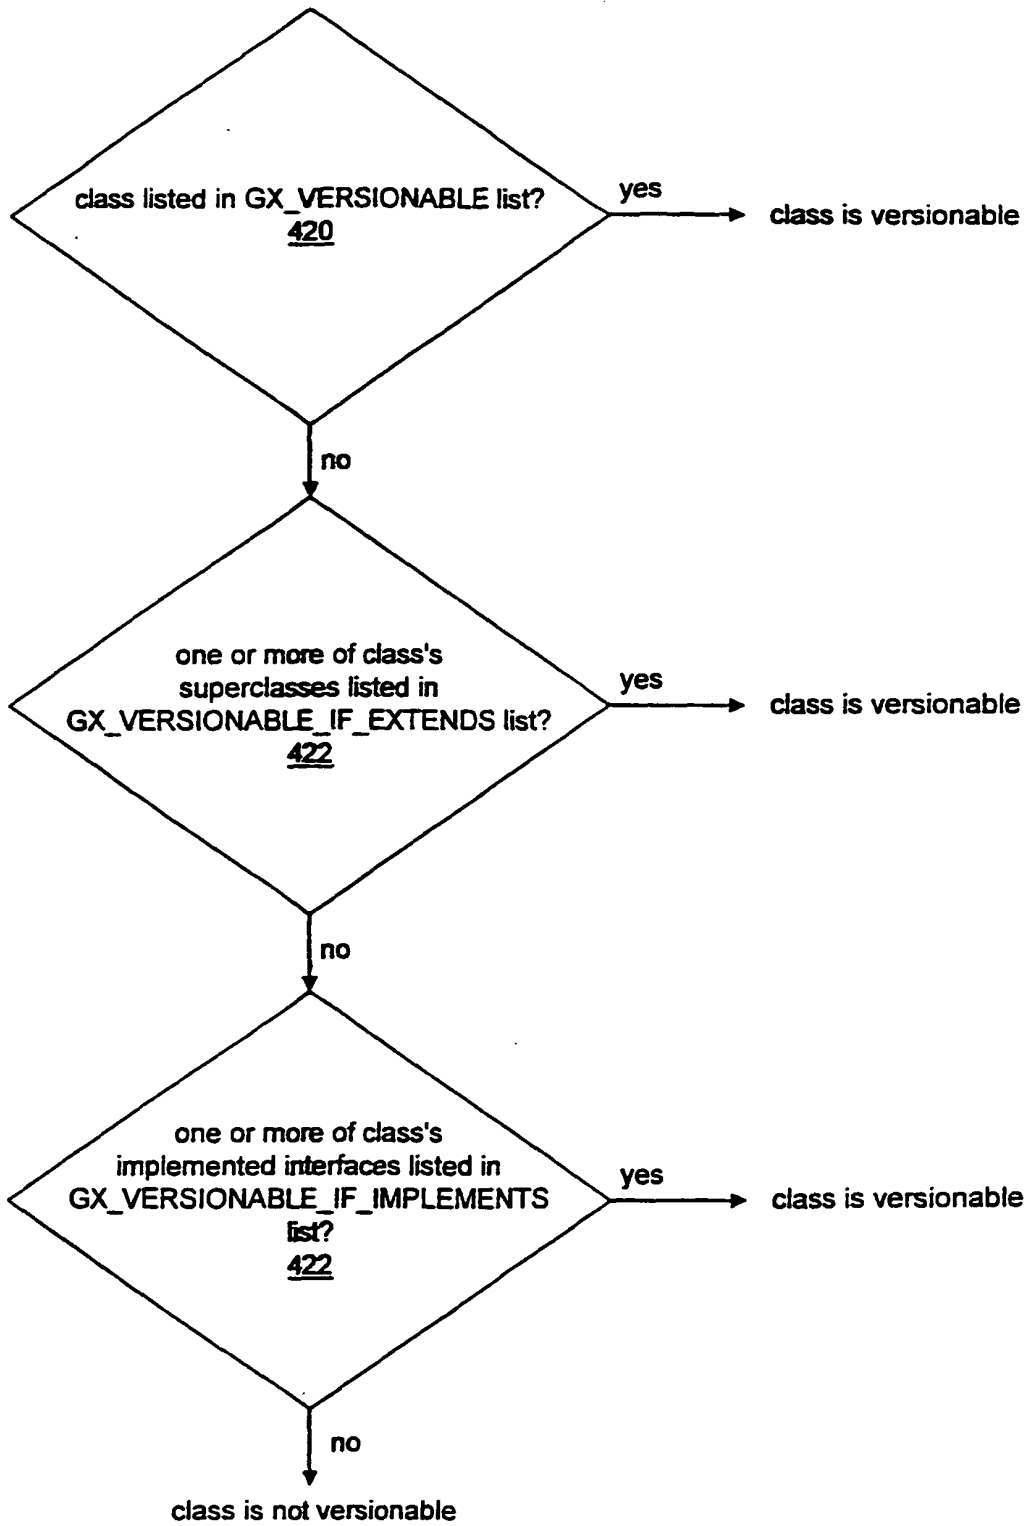 class listed in GX_VERSIONABLE list?
420
yes
class is versionable
no
one or more of class's
superclasses listed in
GX_VERSIONABLE_IF_EXTENDS list?
422
yes
class is versionable
no
one or more of class's
implemented interfaces listed in
GX_VERSIONABLE_IF_IMPLEMENTS
list?
422
yes
class is versionable
no
class is not versionable